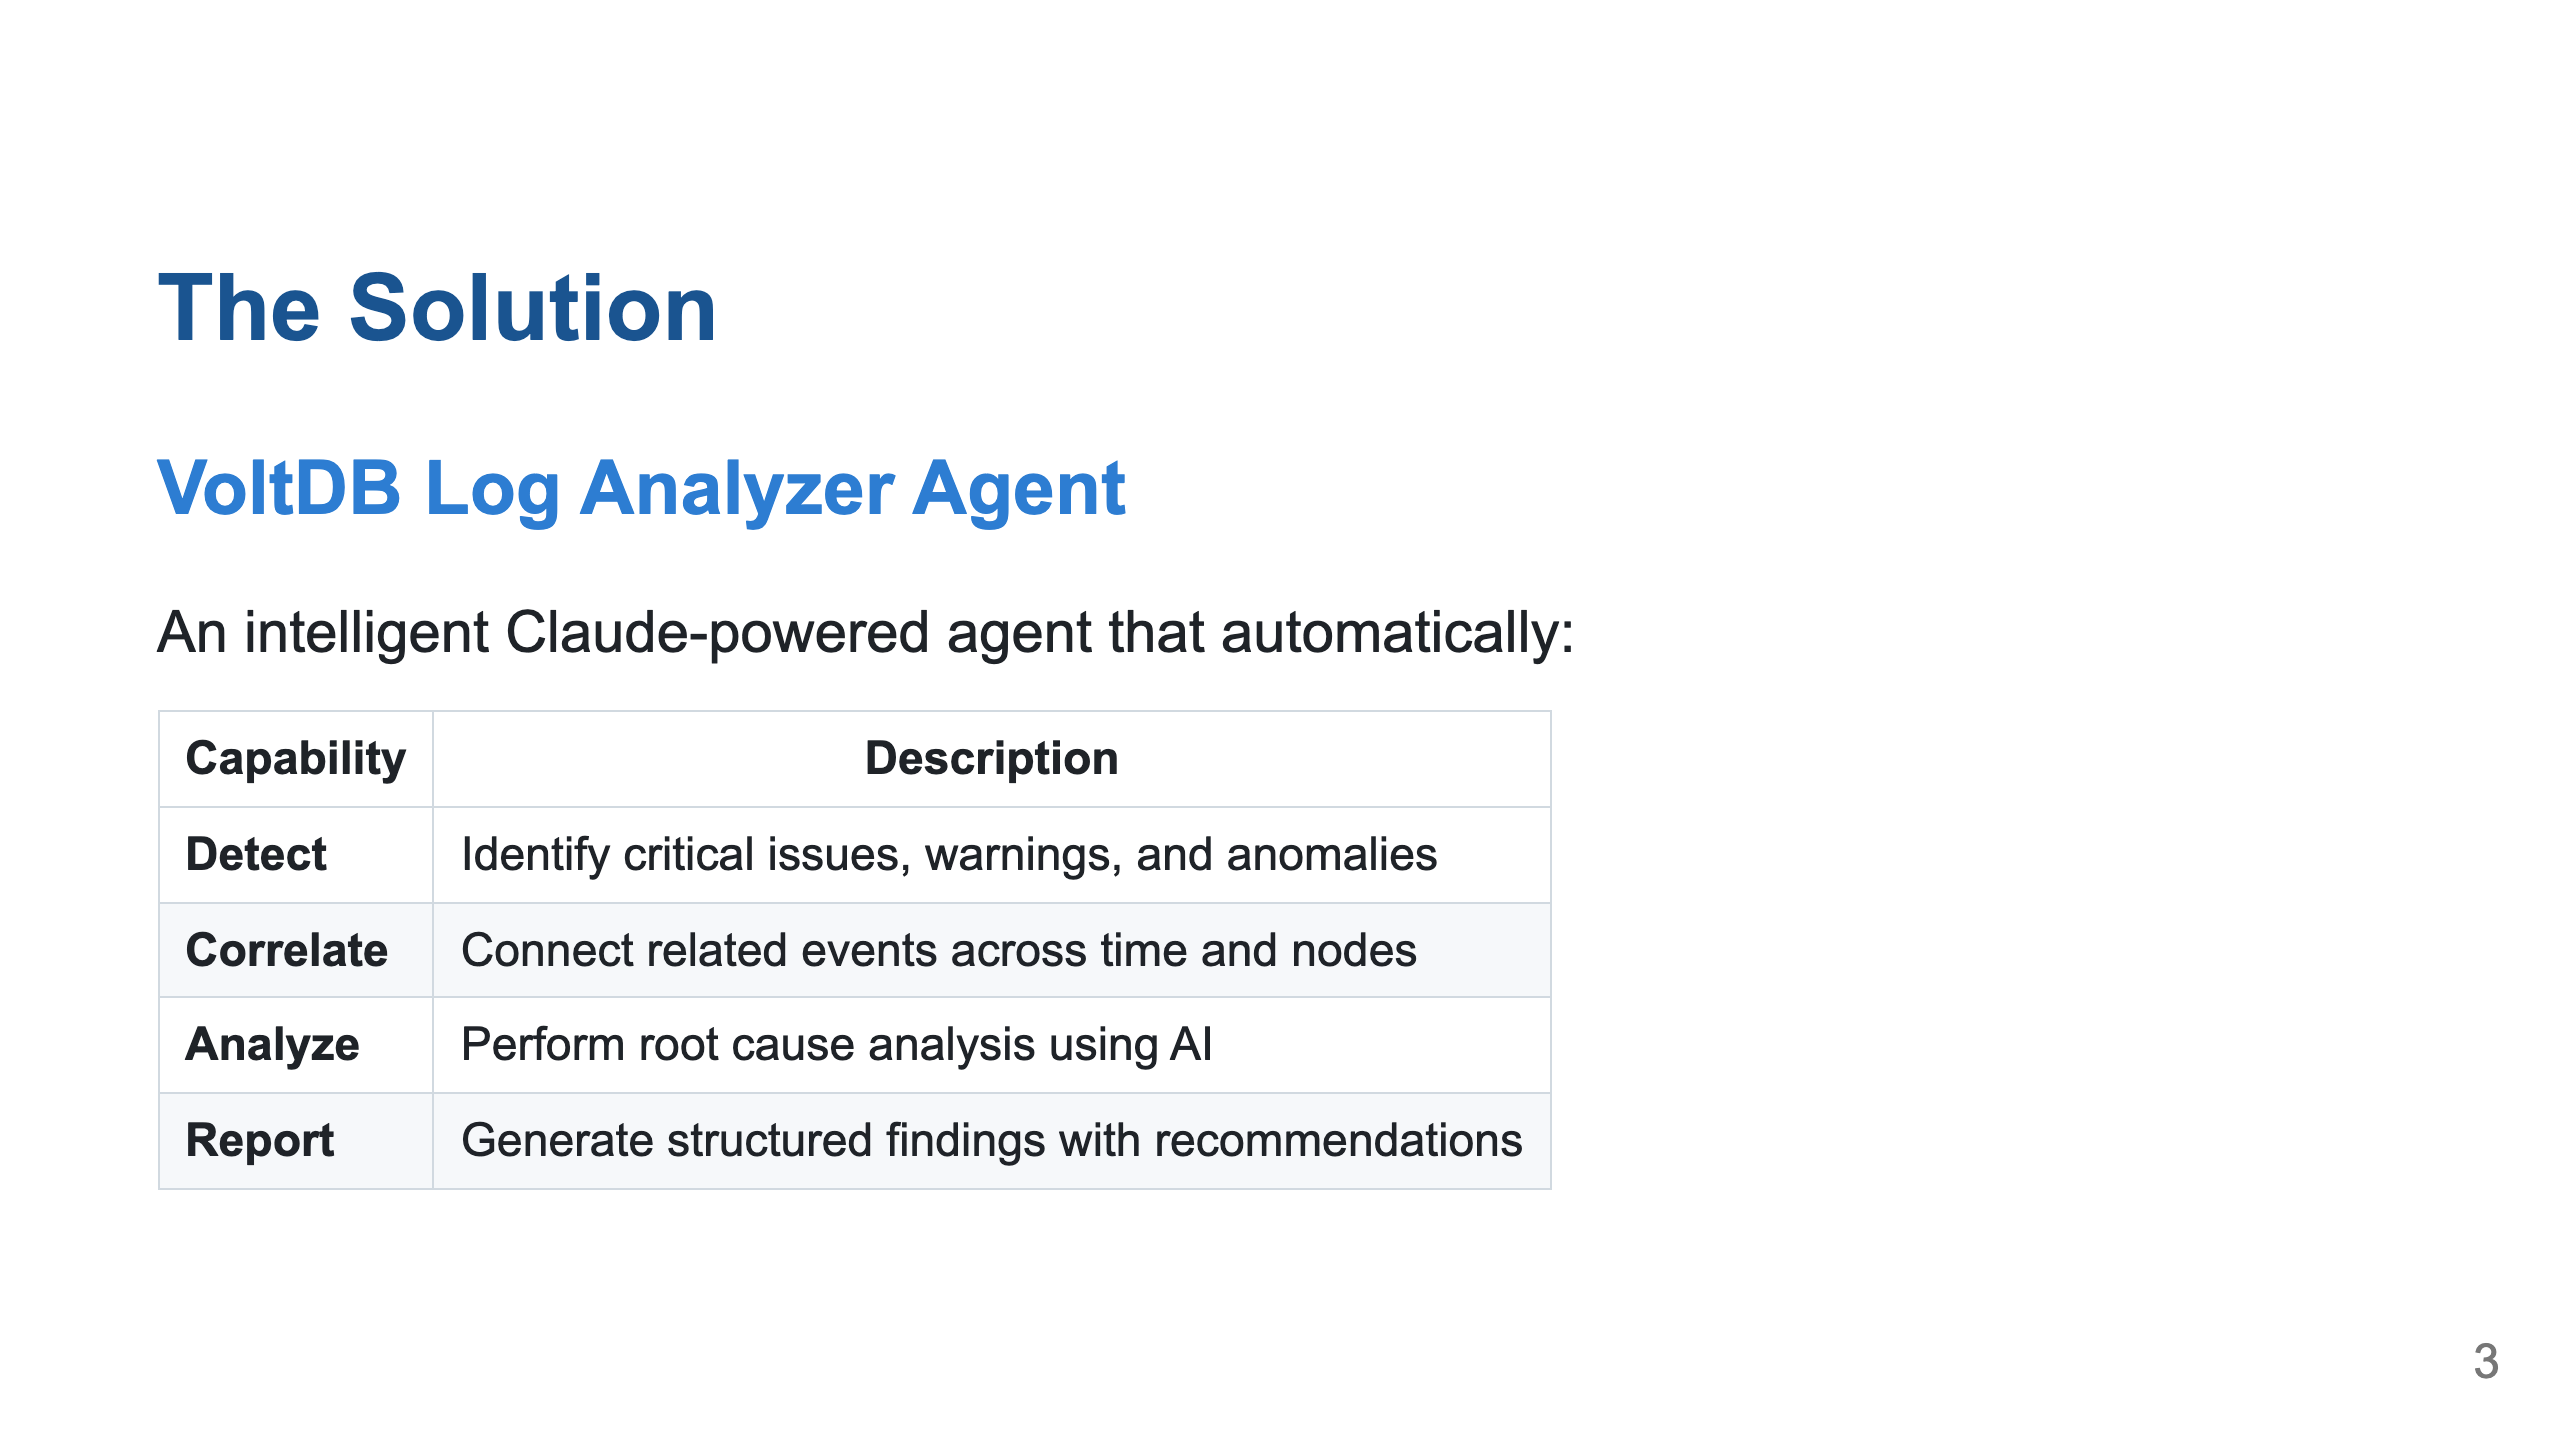 The Solution
VoltDB Log Analyzer Agent
An intelligent Claude-powered agent that automatically:
Capability Description
Detect Identify critical issues, warnings, and anomalies
Correlate Connect related events across time and nodes
Analyze Perform root cause analysis using AI
Report Generate structured findings with recommendations
3